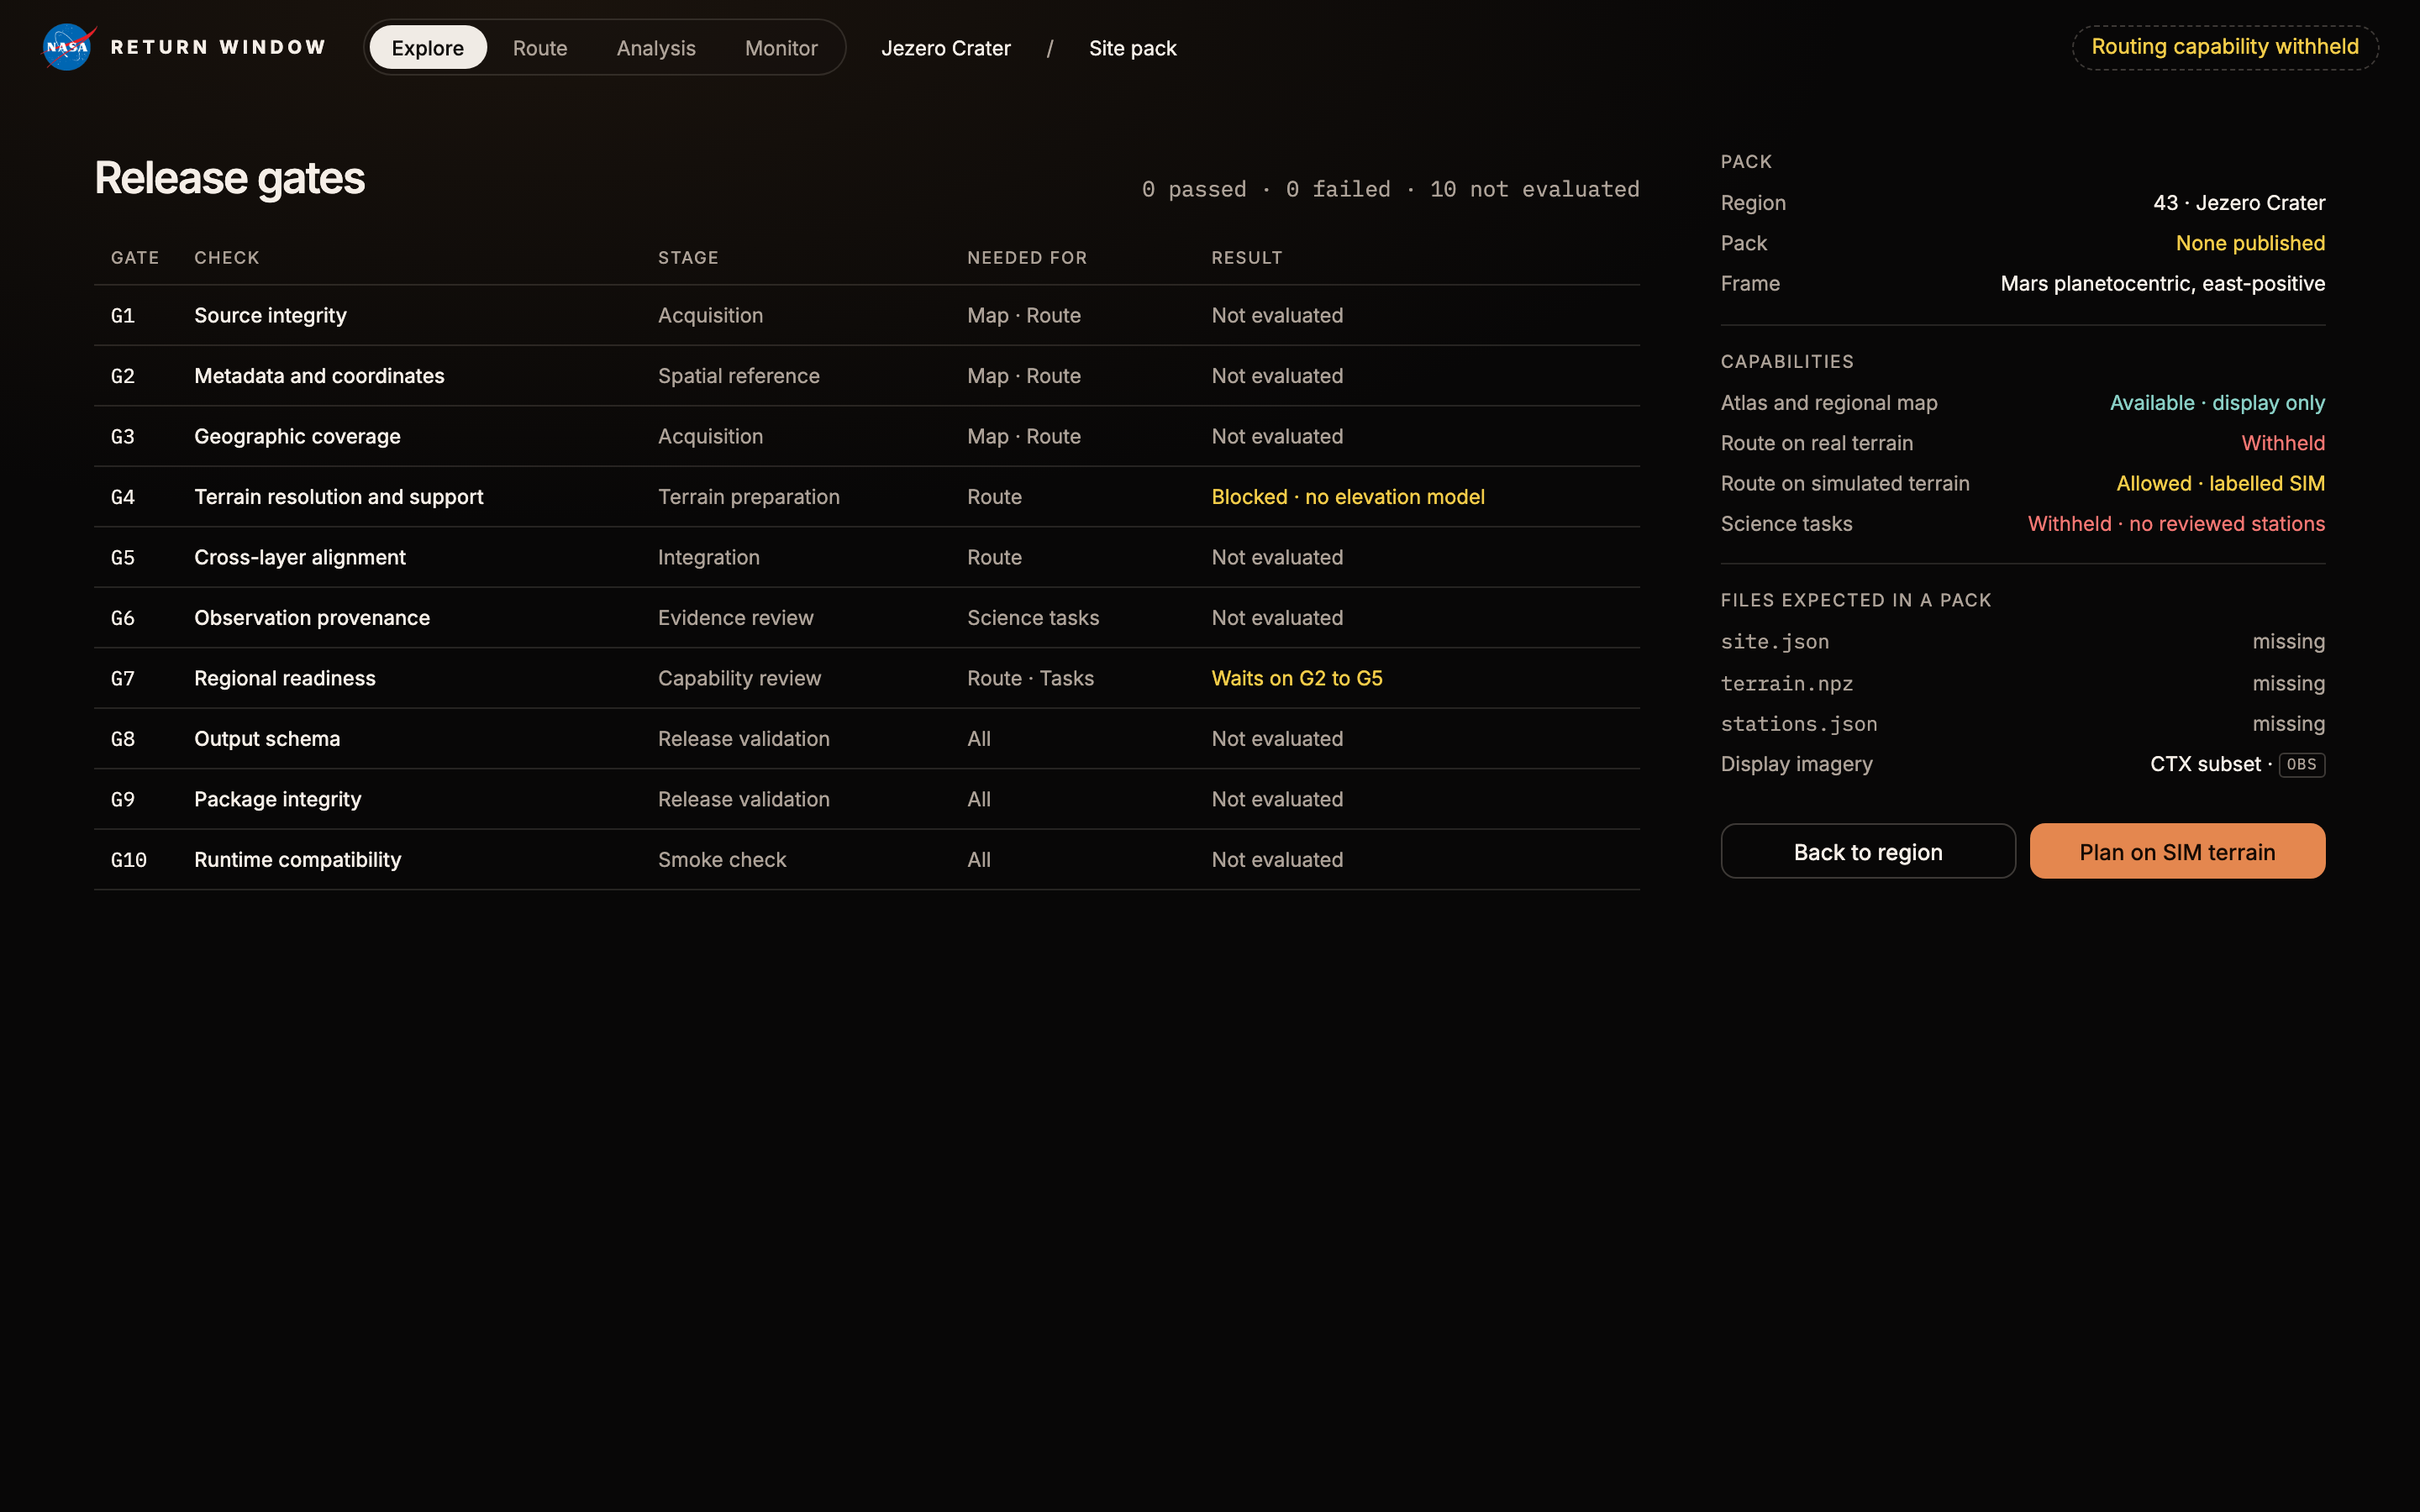 NASA RETURN WINDOW Explore Route Analysis Monitor Jezero Crater / Site pack Routing capability withheld
Release gates
0 passed · 0 failed · 10 not evaluated
GATE CHECK STAGE NEEDED FOR RESULT
G1 Source integrity Acquisition Map · Route Not evaluated
G2 Metadata and coordinates Spatial reference Map · Route Not evaluated
G3 Geographic coverage Acquisition Map · Route Not evaluated
G4 Terrain resolution and support Terrain preparation Route Blocked · no elevation model
G5 Cross-layer alignment Integration Route Not evaluated
G6 Observation provenance Evidence review Science tasks Not evaluated
G7 Regional readiness Capability review Route · Tasks Waits on G2 to G5
G8 Output schema Release validation All Not evaluated
G9 Package integrity Release validation All Not evaluated
G10 Runtime compatibility Smoke check All Not evaluated
PACK
Region 43 · Jezero Crater
Pack None published
Frame Mars planetocentric, east-positive
CAPABILITIES
Atlas and regional map Available · display only
Route on real terrain Withheld
Route on simulated terrain Allowed · labelled SIM
Science tasks Withheld · no reviewed stations
FILES EXPECTED IN A PACK
site.json missing
terrain.npz missing
stations.json missing
Display imagery CTX subset · OBS
Back to region Plan on SIM terrain